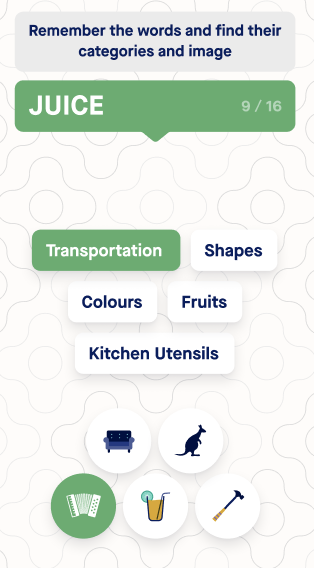 Remember the words and find their
categories and image
JUICE
9 / 16
Transportation
Shapes
Colours
Fruits
Kitchen Utensils